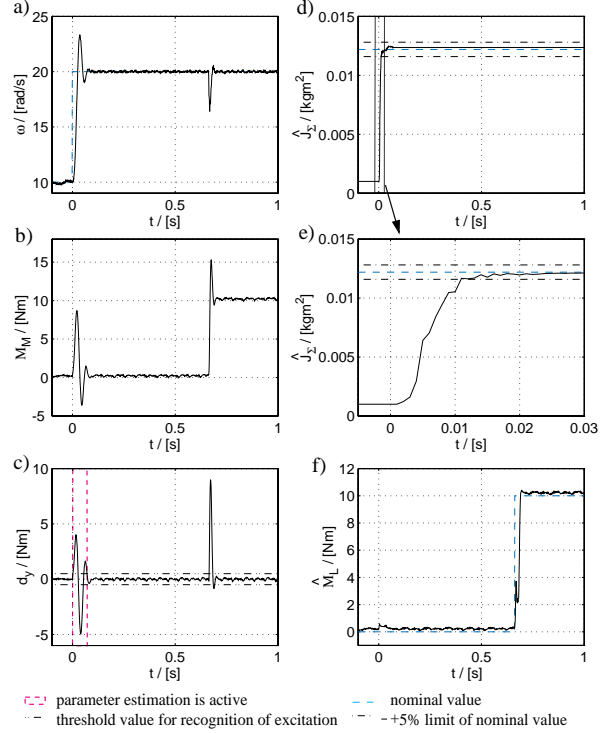 a)
25
20
15
10
ω / [rad/s]
0
0.5
1
t / [s]
b)
15
10
5
0
-5
M_M / [Nm]
0
0.5
1
t / [s]
c)
10
5
0
-5
d_y / [Nm]
0
0.5
1
t / [s]
d)
0.015
0.01
0.005
0
Ĵ_Σ / [kgm²]
0
0.5
1
t / [s]
e)
0.015
0.01
0.005
0
Ĵ_Σ / [kgm²]
0
0.01
0.02
0.03
t / [s]
f)
12
10
8
6
4
2
0
M̂_L / [Nm]
0
0.5
1
t / [s]
parameter estimation is active
threshold value for recognition of excitation
nominal value
+5% limit of nominal value